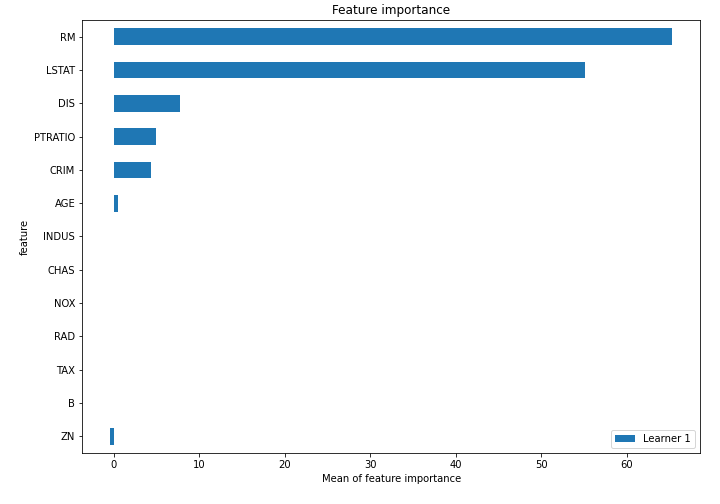 Feature importance
RM
LSTAT
DIS
PTRATIO
CRIM
AGE
INDUS
CHAS
NOX
RAD
TAX
B
ZN
feature
0 10 20 30 40 50 60
Mean of feature importance
Learner 1